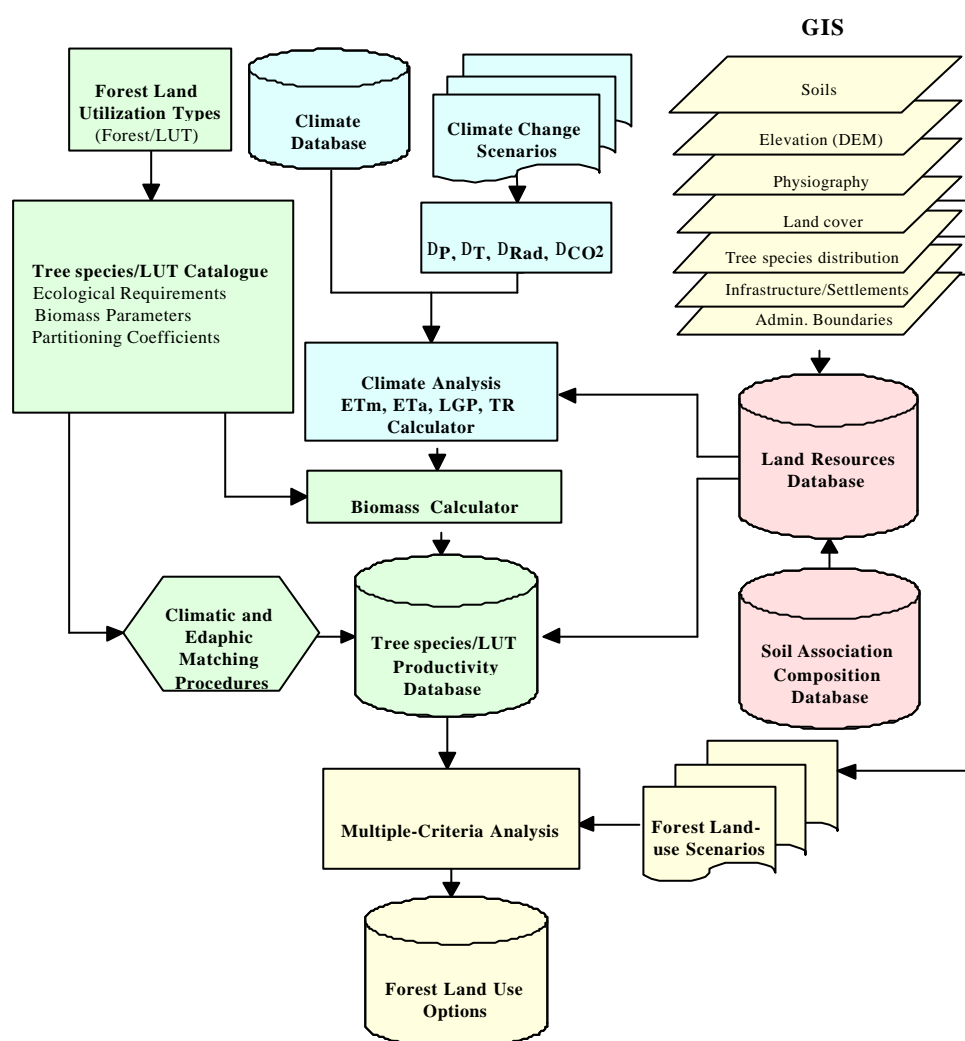 GIS
Forest Land
Utilization Types
(Forest/LUT)
Climate
Database
Climate Change
Scenarios
Soils
Elevation (DEM)
Physiography
Land cover
Tree species distribution
Infrastructure/Settlements
Admin. Boundaries
DP, DT, DRad, DCO2
Tree species/LUT Catalogue
Ecological Requirements
Biomass Parameters
Partitioning Coefficients
Climate Analysis
ETm, ETa, LGP, TR
Calculator
Land Resources
Database
Biomass Calculator
Climatic and
Edaphic
Matching
Procedures
Tree species/LUT
Productivity
Database
Soil Association
Composition
Database
Multiple-Criteria Analysis
Forest Land-
use Scenarios
Forest Land Use
Options